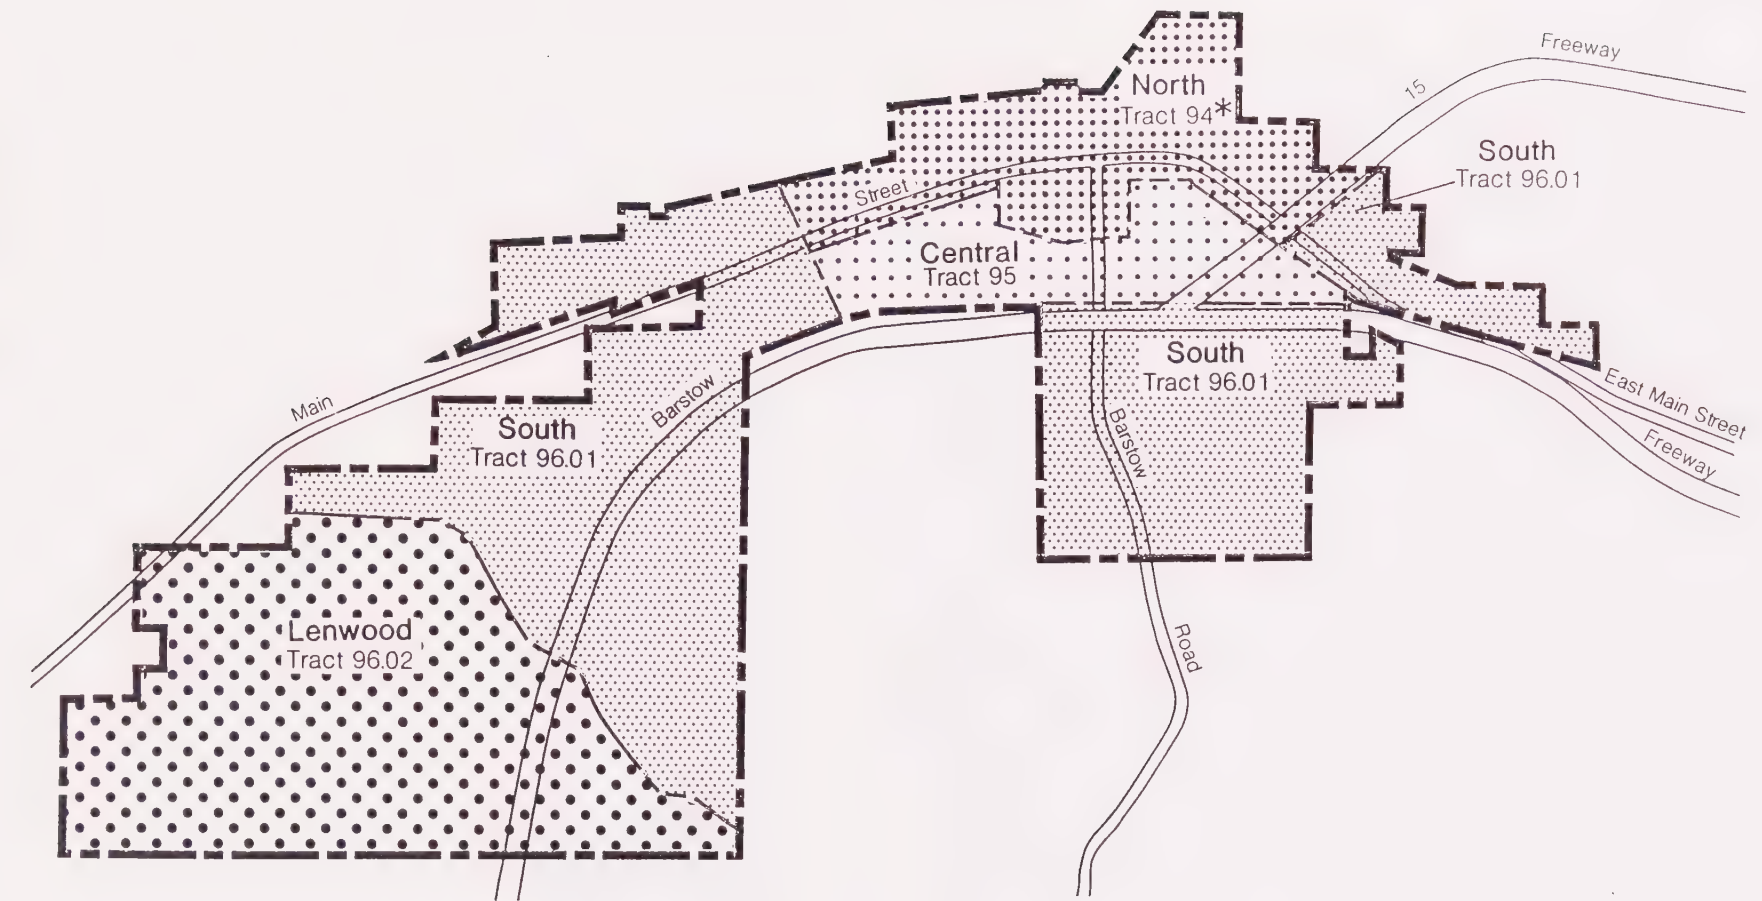 Freeway
15
North
Tract 94*
South
Tract 96.01
Street
Central
Tract 95
South
Tract 96.01
East Main Street
Freeway
Main
Barstow
South
Tract 96.01
Barstow
Road
Lenwood
Tract 96.02